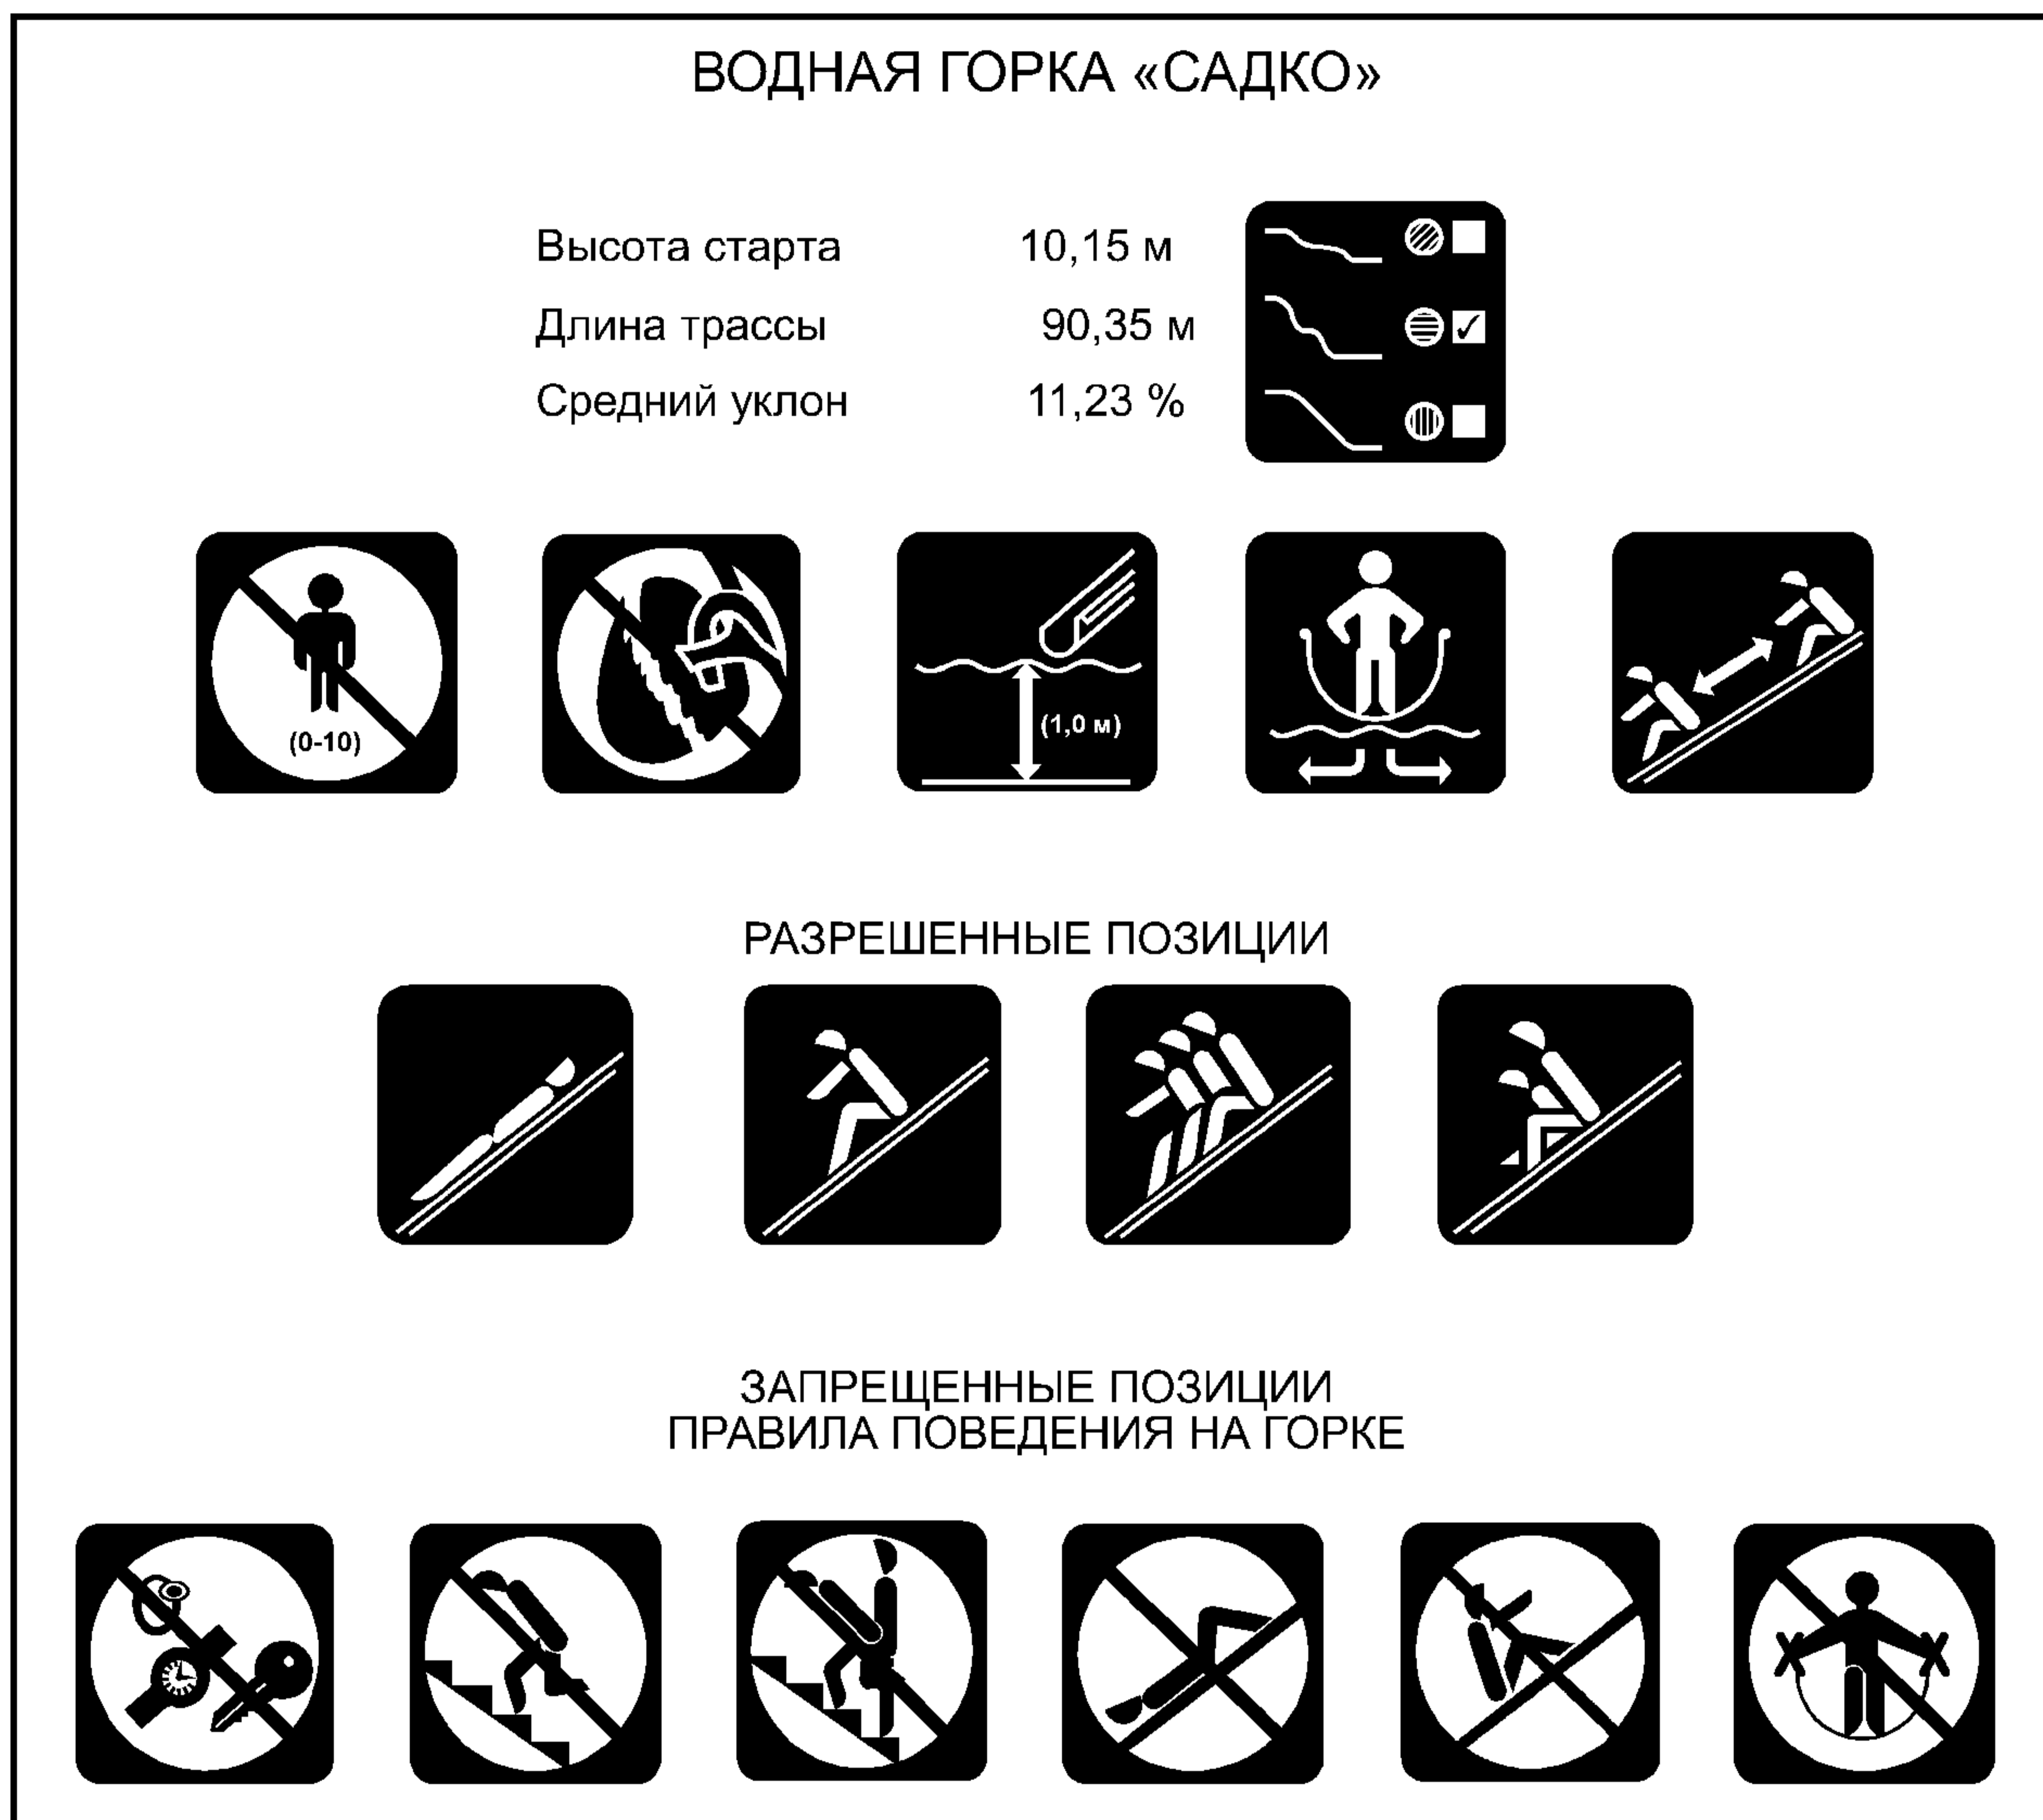 ВОДНАЯ ГОРКА «САДКО»
Высота старта 10,15 м
Длина трассы 90,35 м
Средний уклон 11,23 %
(0-10)
(1,0 м)
РАЗРЕШЕННЫЕ ПОЗИЦИИ
ЗАПРЕЩЕННЫЕ ПОЗИЦИИ
ПРАВИЛА ПОВЕДЕНИЯ НА ГОРКЕ